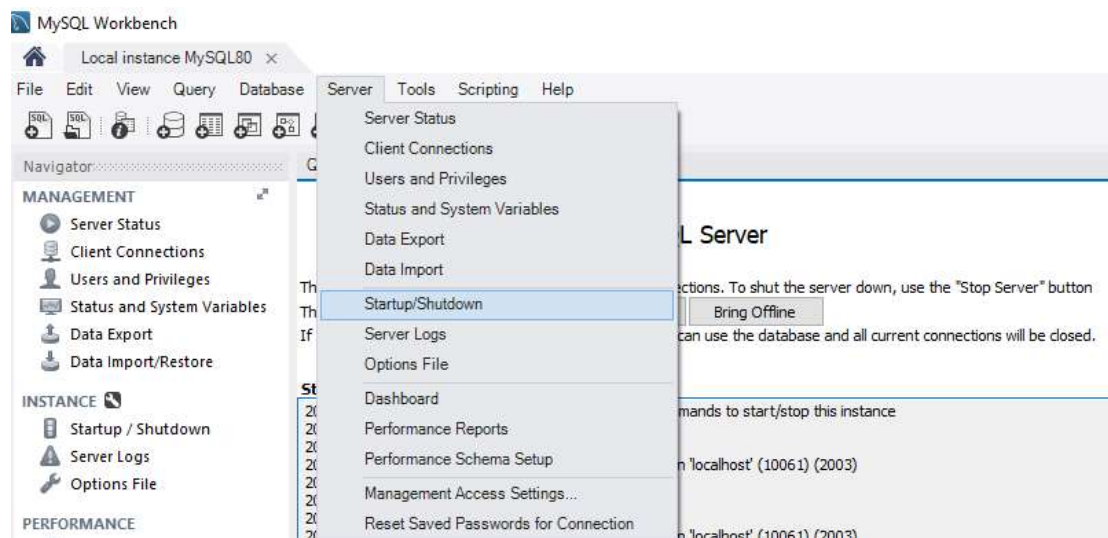 MySQL Workbench
Local instance MySQL80 ×
File Edit View Query Database Server Tools Scripting Help
Navigator
MANAGEMENT
Server Status
Client Connections
Users and Privileges
Status and System Variables
Data Export
Data Import/Restore
INSTANCE
Startup / Shutdown
Server Logs
Options File
PERFORMANCE
Server Status
Client Connections
Users and Privileges
Status and System Variables
Data Export
Data Import
Startup/Shutdown
Server Logs
Options File
Dashboard
Performance Reports
Performance Schema Setup
Management Access Settings...
Reset Saved Passwords for Connection
L Server
To shut the server down, use the "Stop Server" button
Bring Offline
If can use the database and all current connections will be closed.
to start/stop this instance
'localhost' (10061) (2003)
'localhost' (10061) (2003)